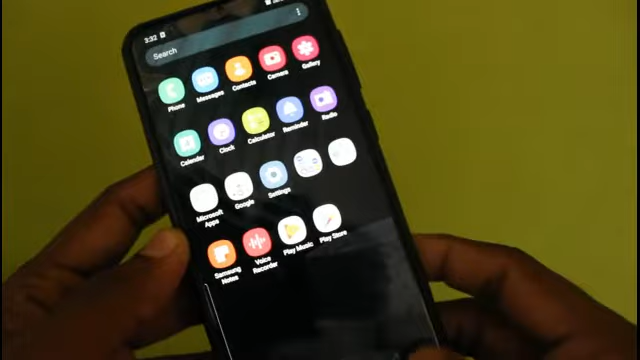 3:32
Search
Phone
Messages
Contacts
Camera
Gallery
Calendar
Clock
Calculator
Reminder
Radio
Microsoft
Apps
Google
Settings
Samsung
Notes
Voice
Recorder
Play Music
Play Store